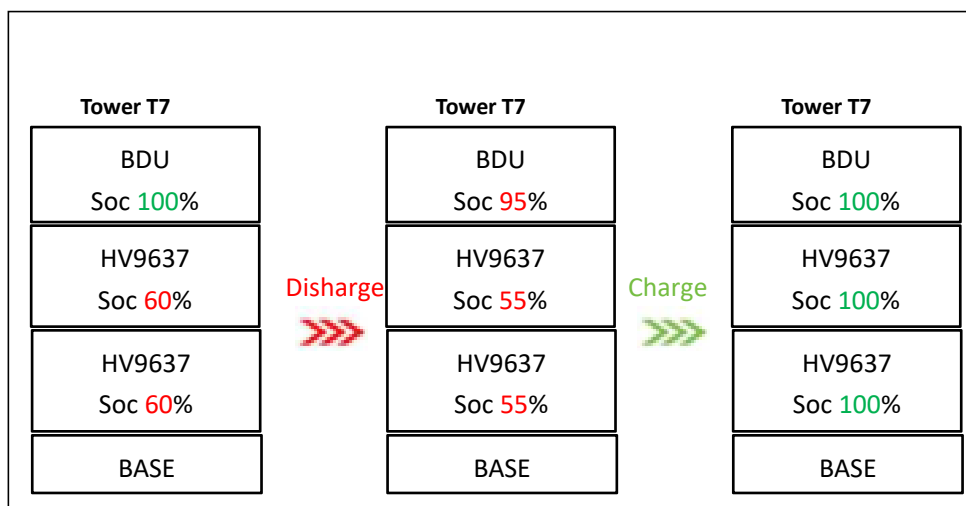 Tower T7
BDU
Soc 100%
HV9637
Soc 60%
HV9637
Soc 60%
BASE
Disharge
Tower T7
BDU
Soc 95%
HV9637
Soc 55%
HV9637
Soc 55%
BASE
Charge
Tower T7
BDU
Soc 100%
HV9637
Soc 100%
HV9637
Soc 100%
BASE